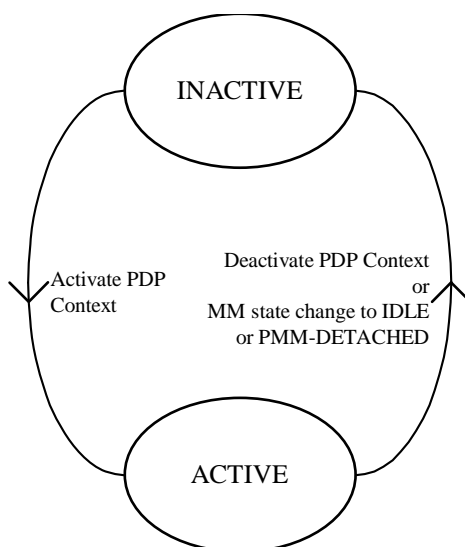 INACTIVE
Activate PDP
Context
Deactivate PDP Context
or
MM state change to IDLE
or PMM-DETACHED
ACTIVE